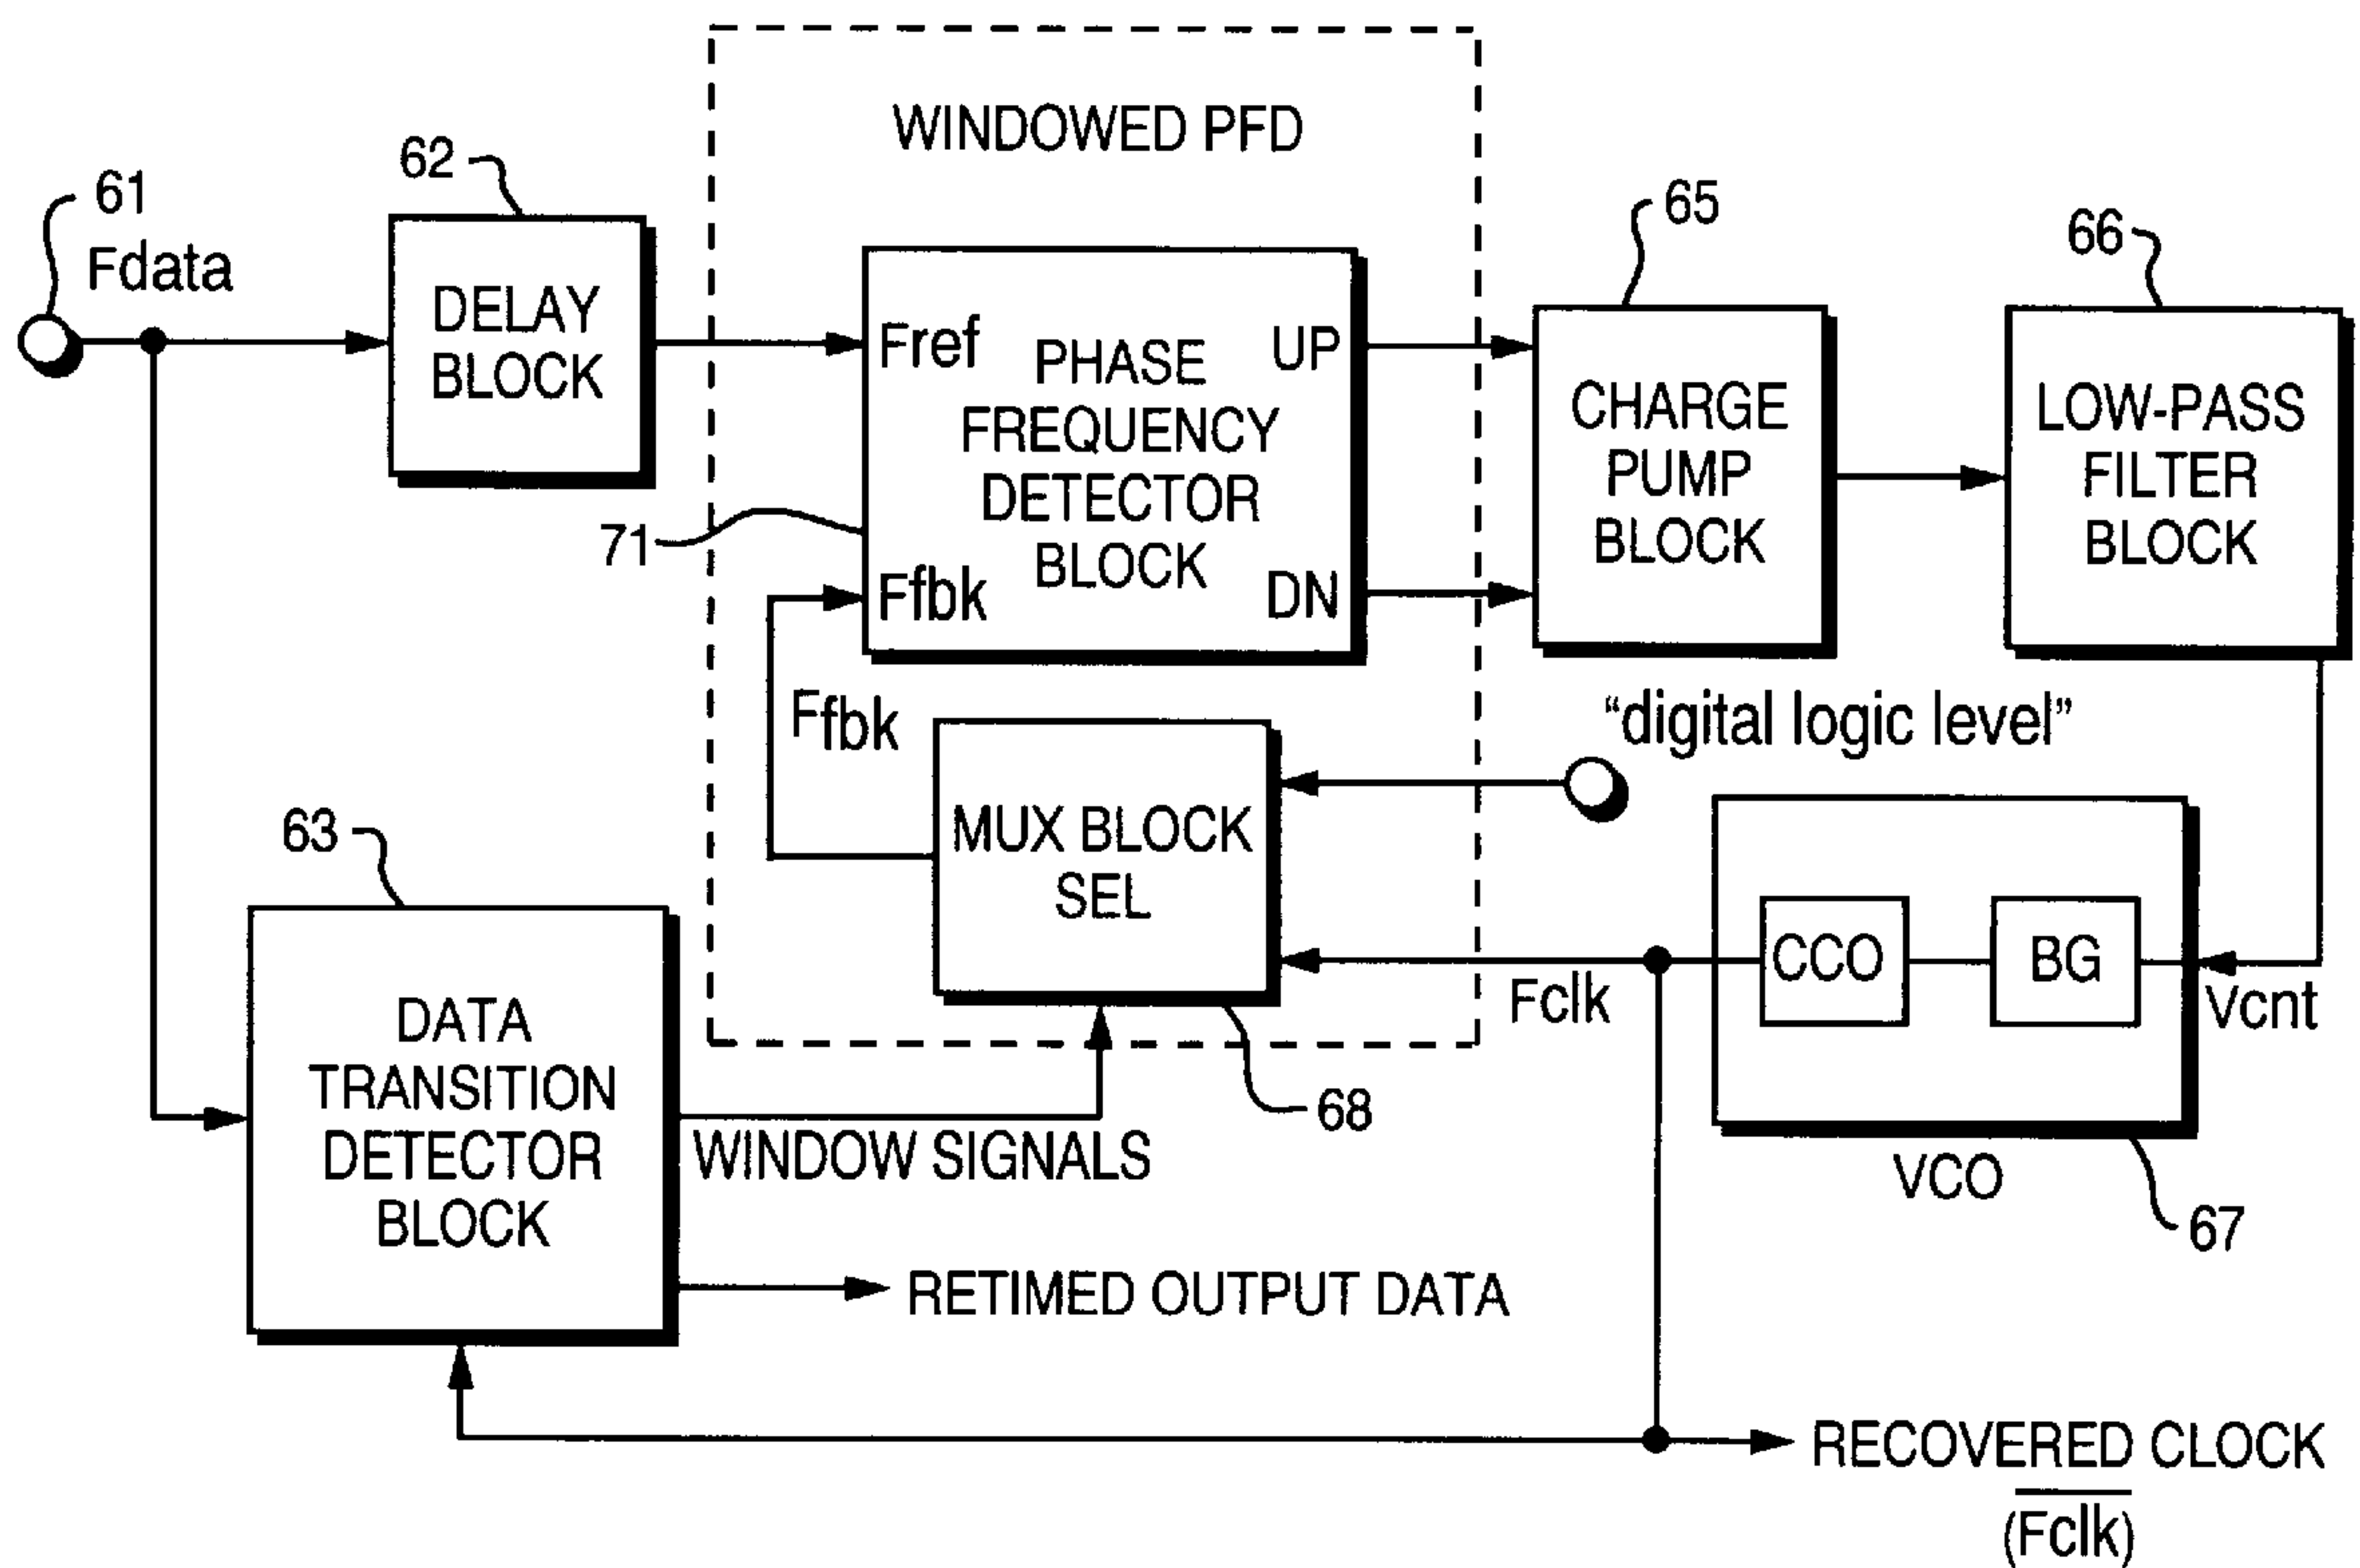 WINDOWED PFD
61
Fdata
62
DELAY
BLOCK
71
Fref
UP
PHASE
FREQUENCY
DETECTOR
BLOCK
Ffbk
DN
65
CHARGE
PUMP
BLOCK
66
LOW-PASS
FILTER
BLOCK
Ffbk
"digital logic level"
MUX BLOCK
SEL
68
Fclk
CCO
BG
Vcnt
VCO
67
63
DATA
TRANSITION
DETECTOR
BLOCK
WINDOW SIGNALS
RETIMED OUTPUT DATA
RECOVERED CLOCK
(F̅c̅l̅k̅)